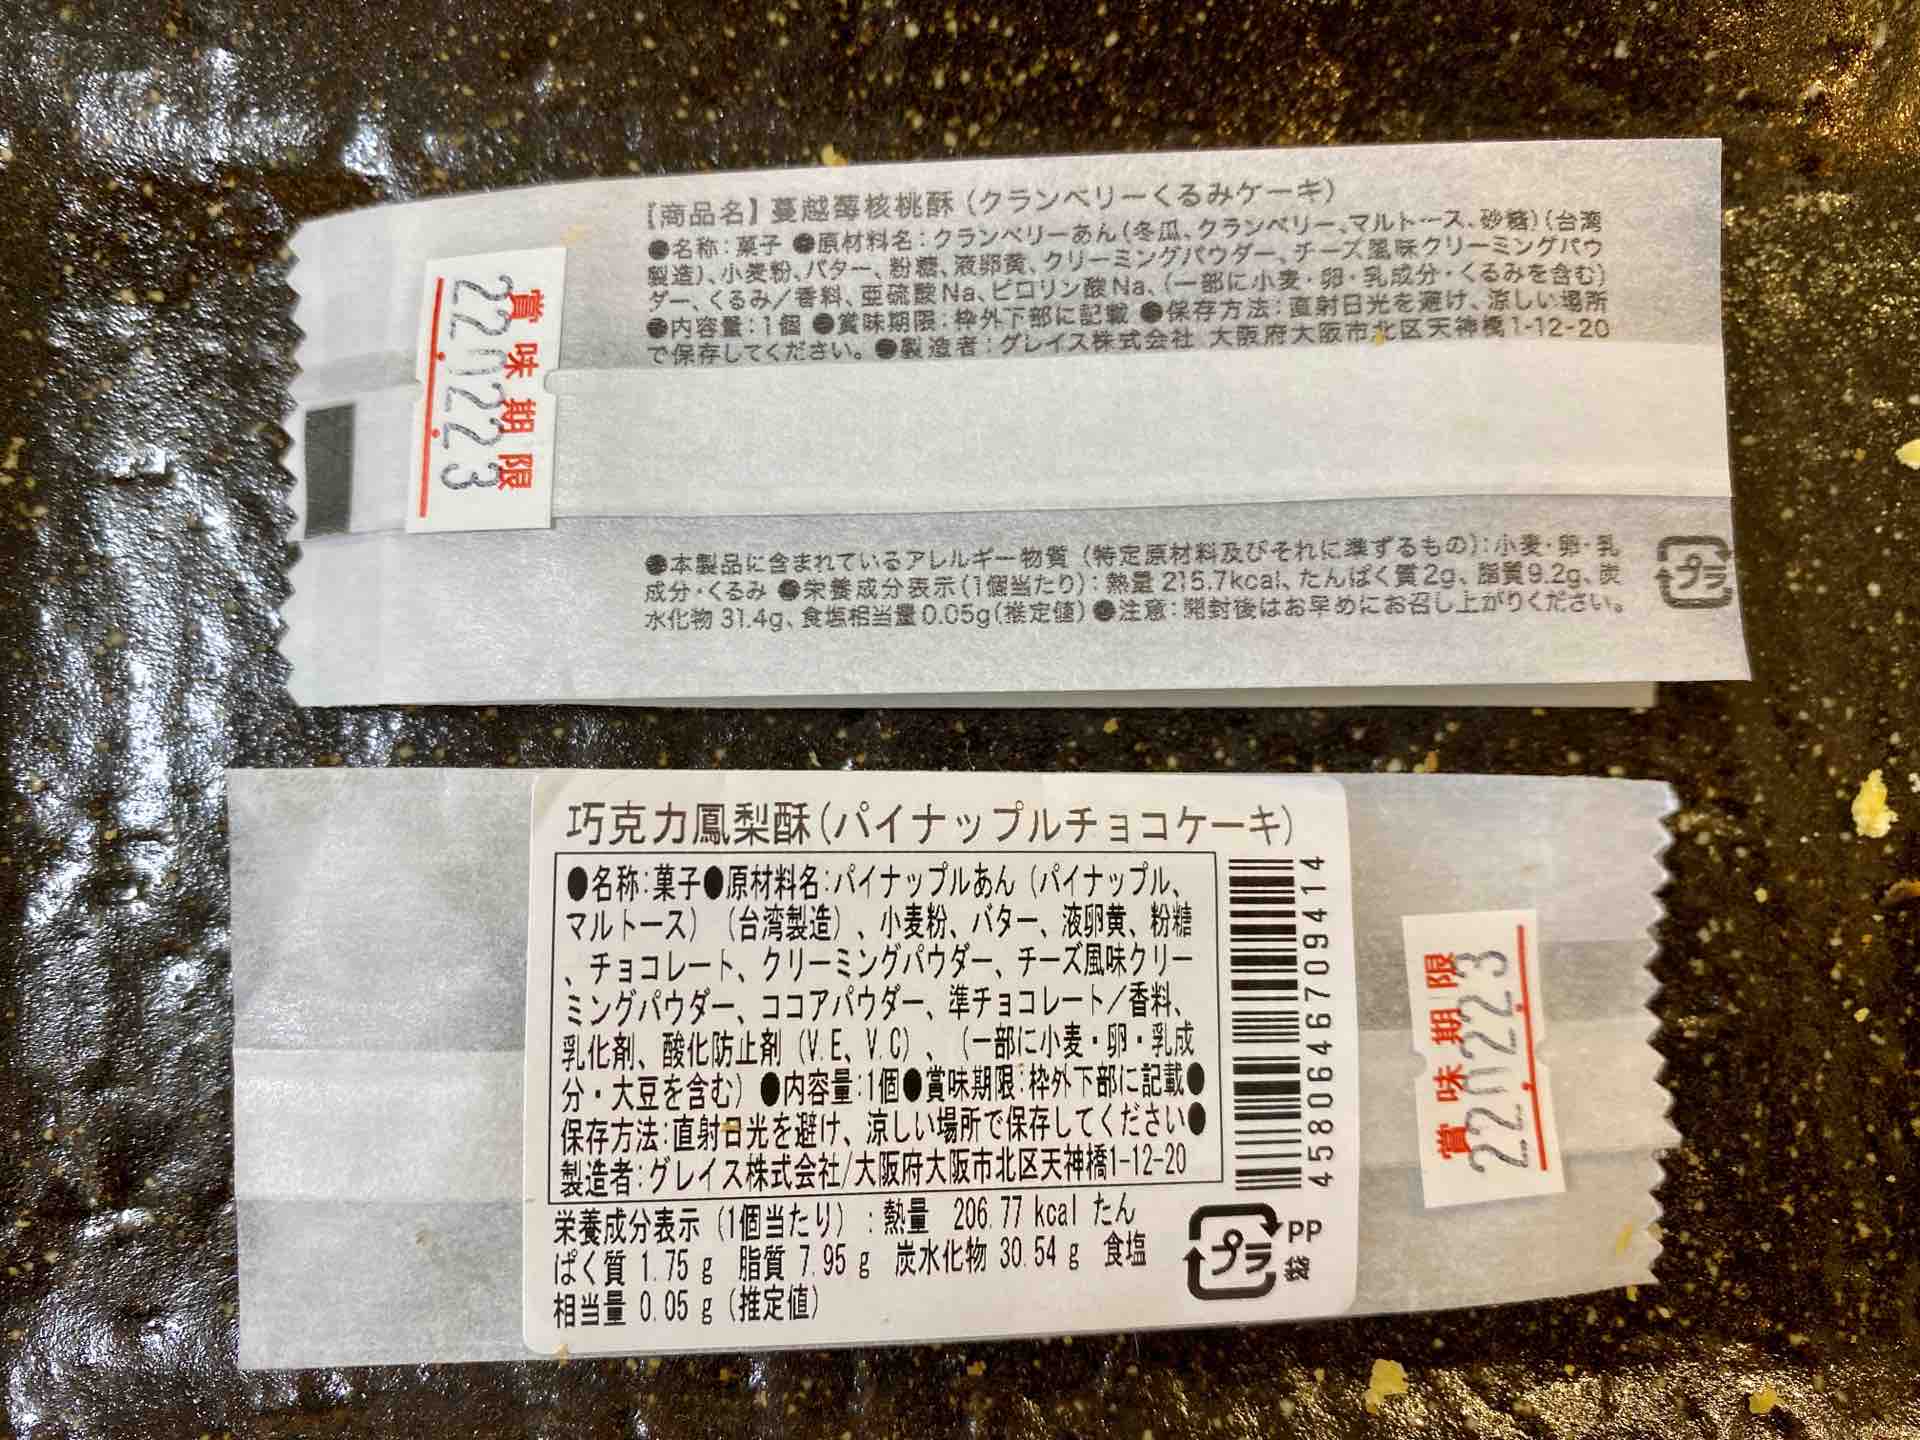 【商品名】蔓越莓核桃酥（クランベリーくるみケーキ）
●名称：菓子 ●原材料名：クランベリーあん（冬瓜、クランベリー、マルトース、砂糖）（台湾
製造）、小麦粉、バター、粉糖、液卵黄、クリーミングパウダー、チーズ風味クリーミングパウ
ダー、くるみ／香料、亜硫酸Na、ピロリン酸Na、（一部に小麦・卵・乳成分・くるみを含む）
●内容量：1個 ●賞味期限：枠外下部に記載 ●保存方法：直射日光を避け、涼しい場所
で保存してください。●製造者：グレイス株式会社 大阪府大阪市北区天神橋1-12-20
賞味期限
22.02.23
●本製品に含まれているアレルギー物質（特定原材料及びそれに準ずるもの）：小麦・卵・乳
成分・くるみ ●栄養成分表示（1個当たり）：熱量 215.7kcal、たんぱく質2g、脂質9.2g、炭
水化物 31.4g、食塩相当量0.05g（推定値）●注意：開封後はお早めにお召し上がりください。
プラ
巧克力鳳梨酥（パイナップルチョコケーキ）
●名称：菓子●原材料名：パイナップルあん（パイナップル、
マルトース）（台湾製造）、小麦粉、バター、液卵黄、粉糖
、チョコレート、クリーミングパウダー、チーズ風味クリー
ミングパウダー、ココアパウダー、準チョコレート／香料、
乳化剤、酸化防止剤（V.E、V.C）、（一部に小麦・卵・乳成
分・大豆を含む）●内容量：1個●賞味期限：枠外下部に記載●
保存方法：直射日光を避け、涼しい場所で保存してください●
製造者：グレイス株式会社/大阪府大阪市北区天神橋1-12-20
栄養成分表示（1個当たり）：熱量 206.77 kcal たん
ぱく質 1.75 g 脂質 7.95 g 炭水化物 30.54 g 食塩
相当量 0.05 g（推定値）
4580646709414
プラ
PP
袋
賞味期限
22.02.23